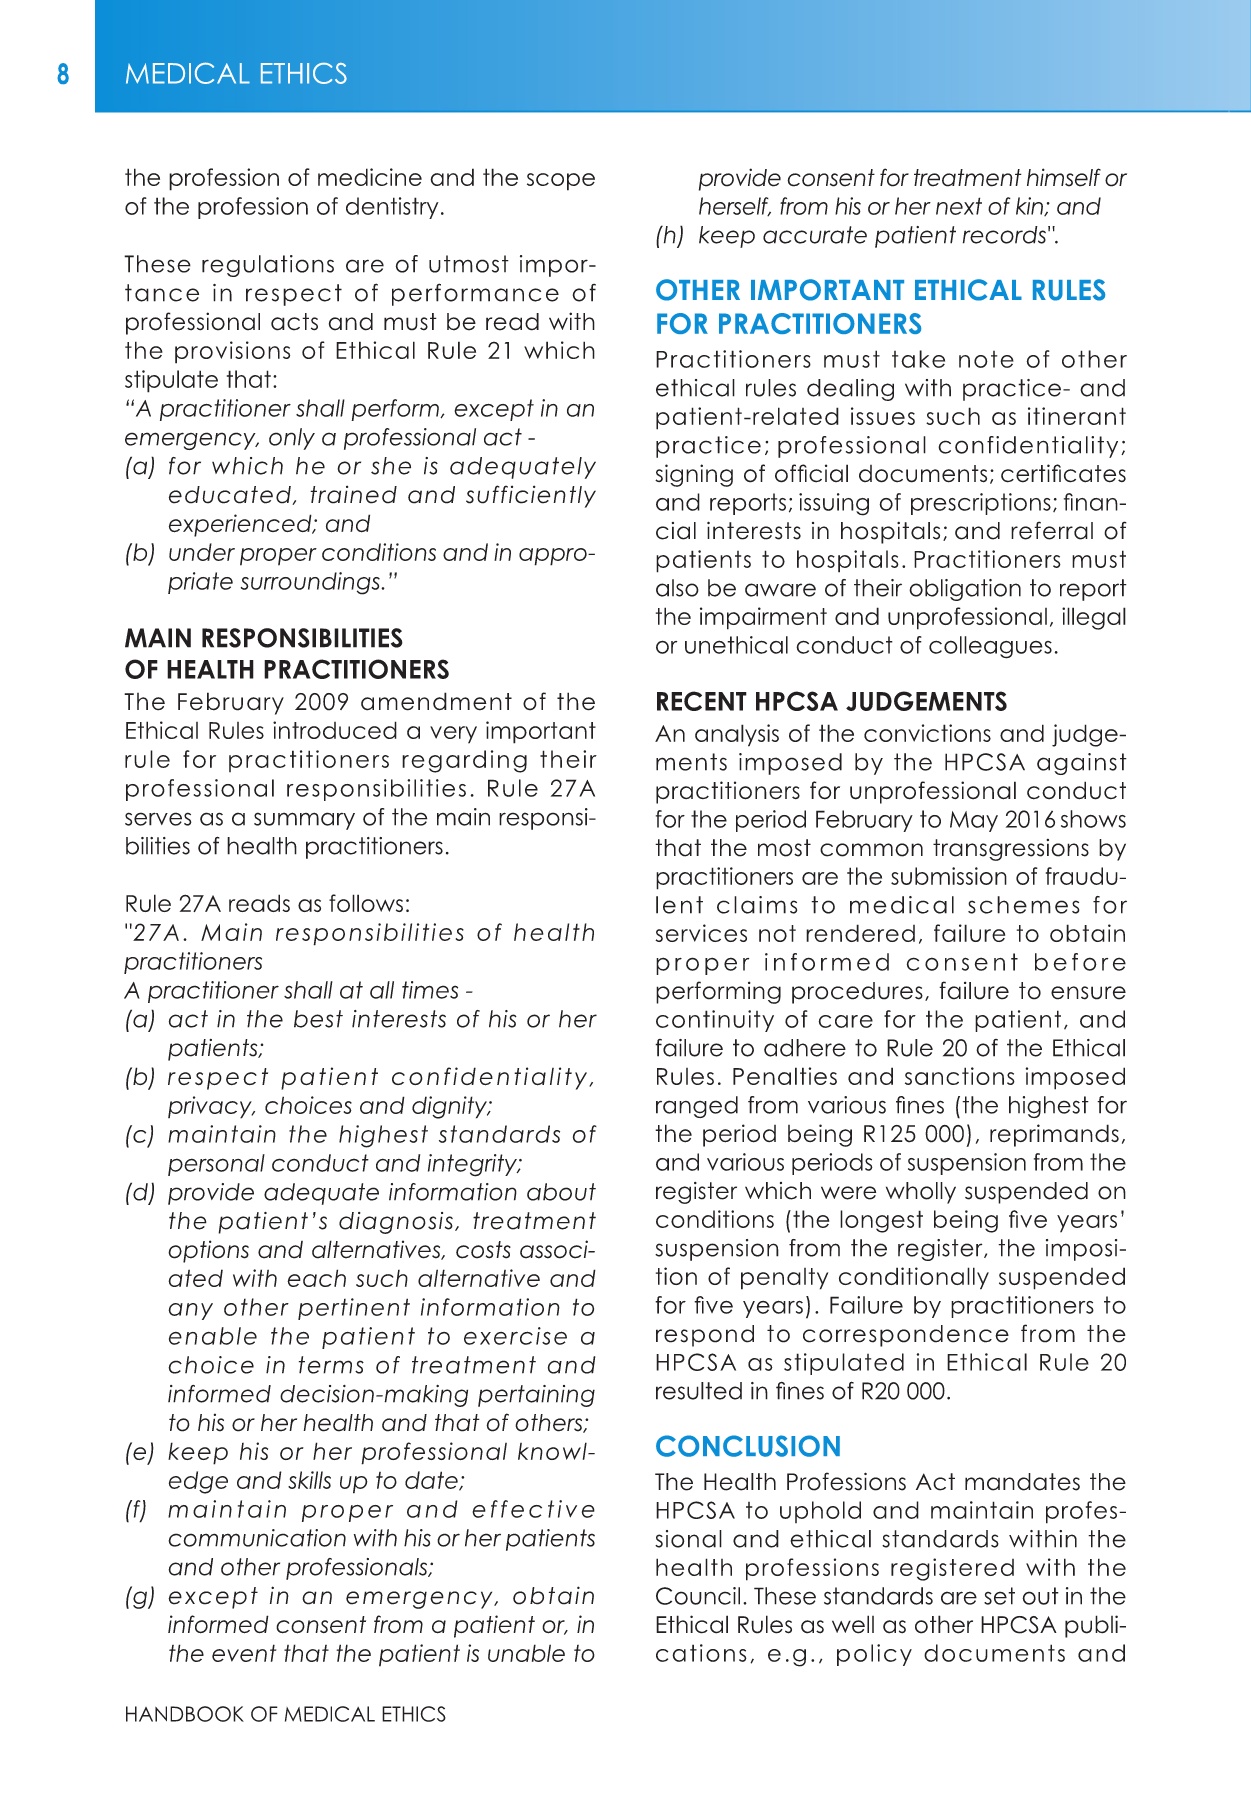 8
MEDICAL ETHICS
the profession of medicine and the scope
of the profession of dentistry.
These regulations are of utmost impor-
tance in respect of performance of
professional acts and must be read with
the provisions of Ethical Rule 21 which
stipulate that:
“A practitioner shall perform, except in an
emergency, only a professional act -
(a) for which he or she is adequately
educated, trained and sufficiently
experienced; and
(b) under proper conditions and in appro-
priate surroundings.”
MAIN RESPONSIBILITIES
OF HEALTH PRACTITIONERS
The February 2009 amendment of the
Ethical Rules introduced a very important
rule for practitioners regarding their
professional responsibilities. Rule 27A
serves as a summary of the main responsi-
bilities of health practitioners.
Rule 27A reads as follows:
"27A. Main responsibilities of health
practitioners
A practitioner shall at all times -
(a) act in the best interests of his or her
patients;
(b) respect patient confidentiality,
privacy, choices and dignity;
(c) maintain the highest standards of
personal conduct and integrity;
(d) provide adequate information about
the patient’s diagnosis, treatment
options and alternatives, costs associ-
ated with each such alternative and
any other pertinent information to
enable the patient to exercise a
choice in terms of treatment and
informed decision-making pertaining
to his or her health and that of others;
(e) keep his or her professional knowl-
edge and skills up to date;
(f) maintain proper and effective
communication with his or her patients
and other professionals;
(g) except in an emergency, obtain
informed consent from a patient or, in
the event that the patient is unable to
provide consent for treatment himself or
herself, from his or her next of kin; and
(h) keep accurate patient records".
OTHER IMPORTANT ETHICAL RULES
FOR PRACTITIONERS
Practitioners must take note of other
ethical rules dealing with practice- and
patient-related issues such as itinerant
practice; professional confidentiality;
signing of official documents; certificates
and reports; issuing of prescriptions; finan-
cial interests in hospitals; and referral of
patients to hospitals. Practitioners must
also be aware of their obligation to report
the impairment and unprofessional, illegal
or unethical conduct of colleagues.
RECENT HPCSA JUDGEMENTS
An analysis of the convictions and judge-
ments imposed by the HPCSA against
practitioners for unprofessional conduct
for the period February to May 2016 shows
that the most common transgressions by
practitioners are the submission of fraudu-
lent claims to medical schemes for
services not rendered, failure to obtain
proper informed consent before
performing procedures, failure to ensure
continuity of care for the patient, and
failure to adhere to Rule 20 of the Ethical
Rules. Penalties and sanctions imposed
ranged from various fines (the highest for
the period being R125 000), reprimands,
and various periods of suspension from the
register which were wholly suspended on
conditions (the longest being five years’
suspension from the register, the imposi-
tion of penalty conditionally suspended
for five years). Failure by practitioners to
respond to correspondence from the
HPCSA as stipulated in Ethical Rule 20
resulted in fines of R20 000.
CONCLUSION
The Health Professions Act mandates the
HPCSA to uphold and maintain profes-
sional and ethical standards within the
health professions registered with the
Council. These standards are set out in the
Ethical Rules as well as other HPCSA publi-
cations, e.g., policy documents and
HANDBOOK OF MEDICAL ETHICS